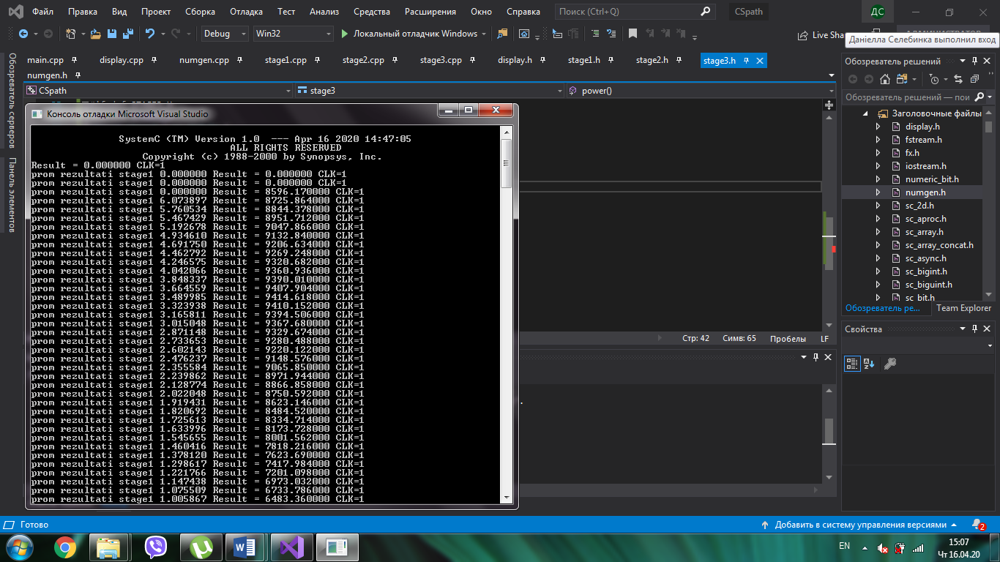 Файл Правка Вид Проект Сборка Отладка Тест Анализ Средства Расширения Окно Справка Поиск (Ctrl+Q) CSpath ДС
Debug Win32 Локальный отладчик Windows Live Sha
Даніелла Селебинка выполнил вход
main.cpp display.cpp numgen.cpp stage1.cpp stage2.cpp stage3.cpp display.h stage1.h stage2.h stage3.h
numgen.h
CSpath stage3 power()
Обозреватель серверов
Панель элементов
Консоль отладки Microsoft Visual Studio
SystemC (TM) Version 1.0 --- Apr 16 2020 14:47:05
ALL RIGHTS RESERVED
Copyright (c) 1988-2000 by Synopsys, Inc.
Result = 0.000000 CLK=1
prom rezultati stage1 0.000000 Result = 0.000000 CLK=1
prom rezultati stage1 0.000000 Result = 0.000000 CLK=1
prom rezultati stage1 0.000000 Result = 8596.170000 CLK=1
prom rezultati stage1 6.073897 Result = 8725.864000 CLK=1
prom rezultati stage1 5.760534 Result = 8844.378000 CLK=1
prom rezultati stage1 5.467429 Result = 8951.712000 CLK=1
prom rezultati stage1 5.192678 Result = 9047.866000 CLK=1
prom rezultati stage1 4.934610 Result = 9132.840000 CLK=1
prom rezultati stage1 4.691750 Result = 9206.634000 CLK=1
prom rezultati stage1 4.462792 Result = 9269.248000 CLK=1
prom rezultati stage1 4.246575 Result = 9320.682000 CLK=1
prom rezultati stage1 4.042066 Result = 9360.936000 CLK=1
prom rezultati stage1 3.848337 Result = 9390.010000 CLK=1
prom rezultati stage1 3.664559 Result = 9407.904000 CLK=1
prom rezultati stage1 3.489985 Result = 9414.618000 CLK=1
prom rezultati stage1 3.323938 Result = 9410.152000 CLK=1
prom rezultati stage1 3.165811 Result = 9394.506000 CLK=1
prom rezultati stage1 3.015048 Result = 9367.680000 CLK=1
prom rezultati stage1 2.871148 Result = 9329.674000 CLK=1
prom rezultati stage1 2.733653 Result = 9280.488000 CLK=1
prom rezultati stage1 2.602143 Result = 9220.122000 CLK=1
prom rezultati stage1 2.476237 Result = 9148.576000 CLK=1
prom rezultati stage1 2.355584 Result = 9065.850000 CLK=1
prom rezultati stage1 2.239862 Result = 8971.944000 CLK=1
prom rezultati stage1 2.128774 Result = 8866.858000 CLK=1
prom rezultati stage1 2.022048 Result = 8750.592000 CLK=1
prom rezultati stage1 1.919431 Result = 8623.146000 CLK=1
prom rezultati stage1 1.820692 Result = 8484.520000 CLK=1
prom rezultati stage1 1.725613 Result = 8334.714000 CLK=1
prom rezultati stage1 1.633996 Result = 8173.728000 CLK=1
prom rezultati stage1 1.545655 Result = 8001.562000 CLK=1
prom rezultati stage1 1.460416 Result = 7818.216000 CLK=1
prom rezultati stage1 1.378120 Result = 7623.690000 CLK=1
prom rezultati stage1 1.298617 Result = 7417.984000 CLK=1
prom rezultati stage1 1.221766 Result = 7201.098000 CLK=1
prom rezultati stage1 1.147438 Result = 6973.032000 CLK=1
prom rezultati stage1 1.075509 Result = 6733.786000 CLK=1
prom rezultati stage1 1.005867 Result = 6483.360000 CLK=1
Стр: 42 Симв: 65 Пробелы LF
Обозреватель решений
Обозреватель решений — пои
Заголовочные файлы
display.h
fstream.h
fx.h
iostream.h
numeric_bit.h
numgen.h
sc_2d.h
sc_aproc.h
sc_array.h
sc_array_concat.h
sc_async.h
sc_bigint.h
sc_biguint.h
sc_bit.h
Обозреватель ре... Team Explorer
Свойства
Готово Добавить в систему управления версиями 2
EN 15:07
Чт 16.04.20